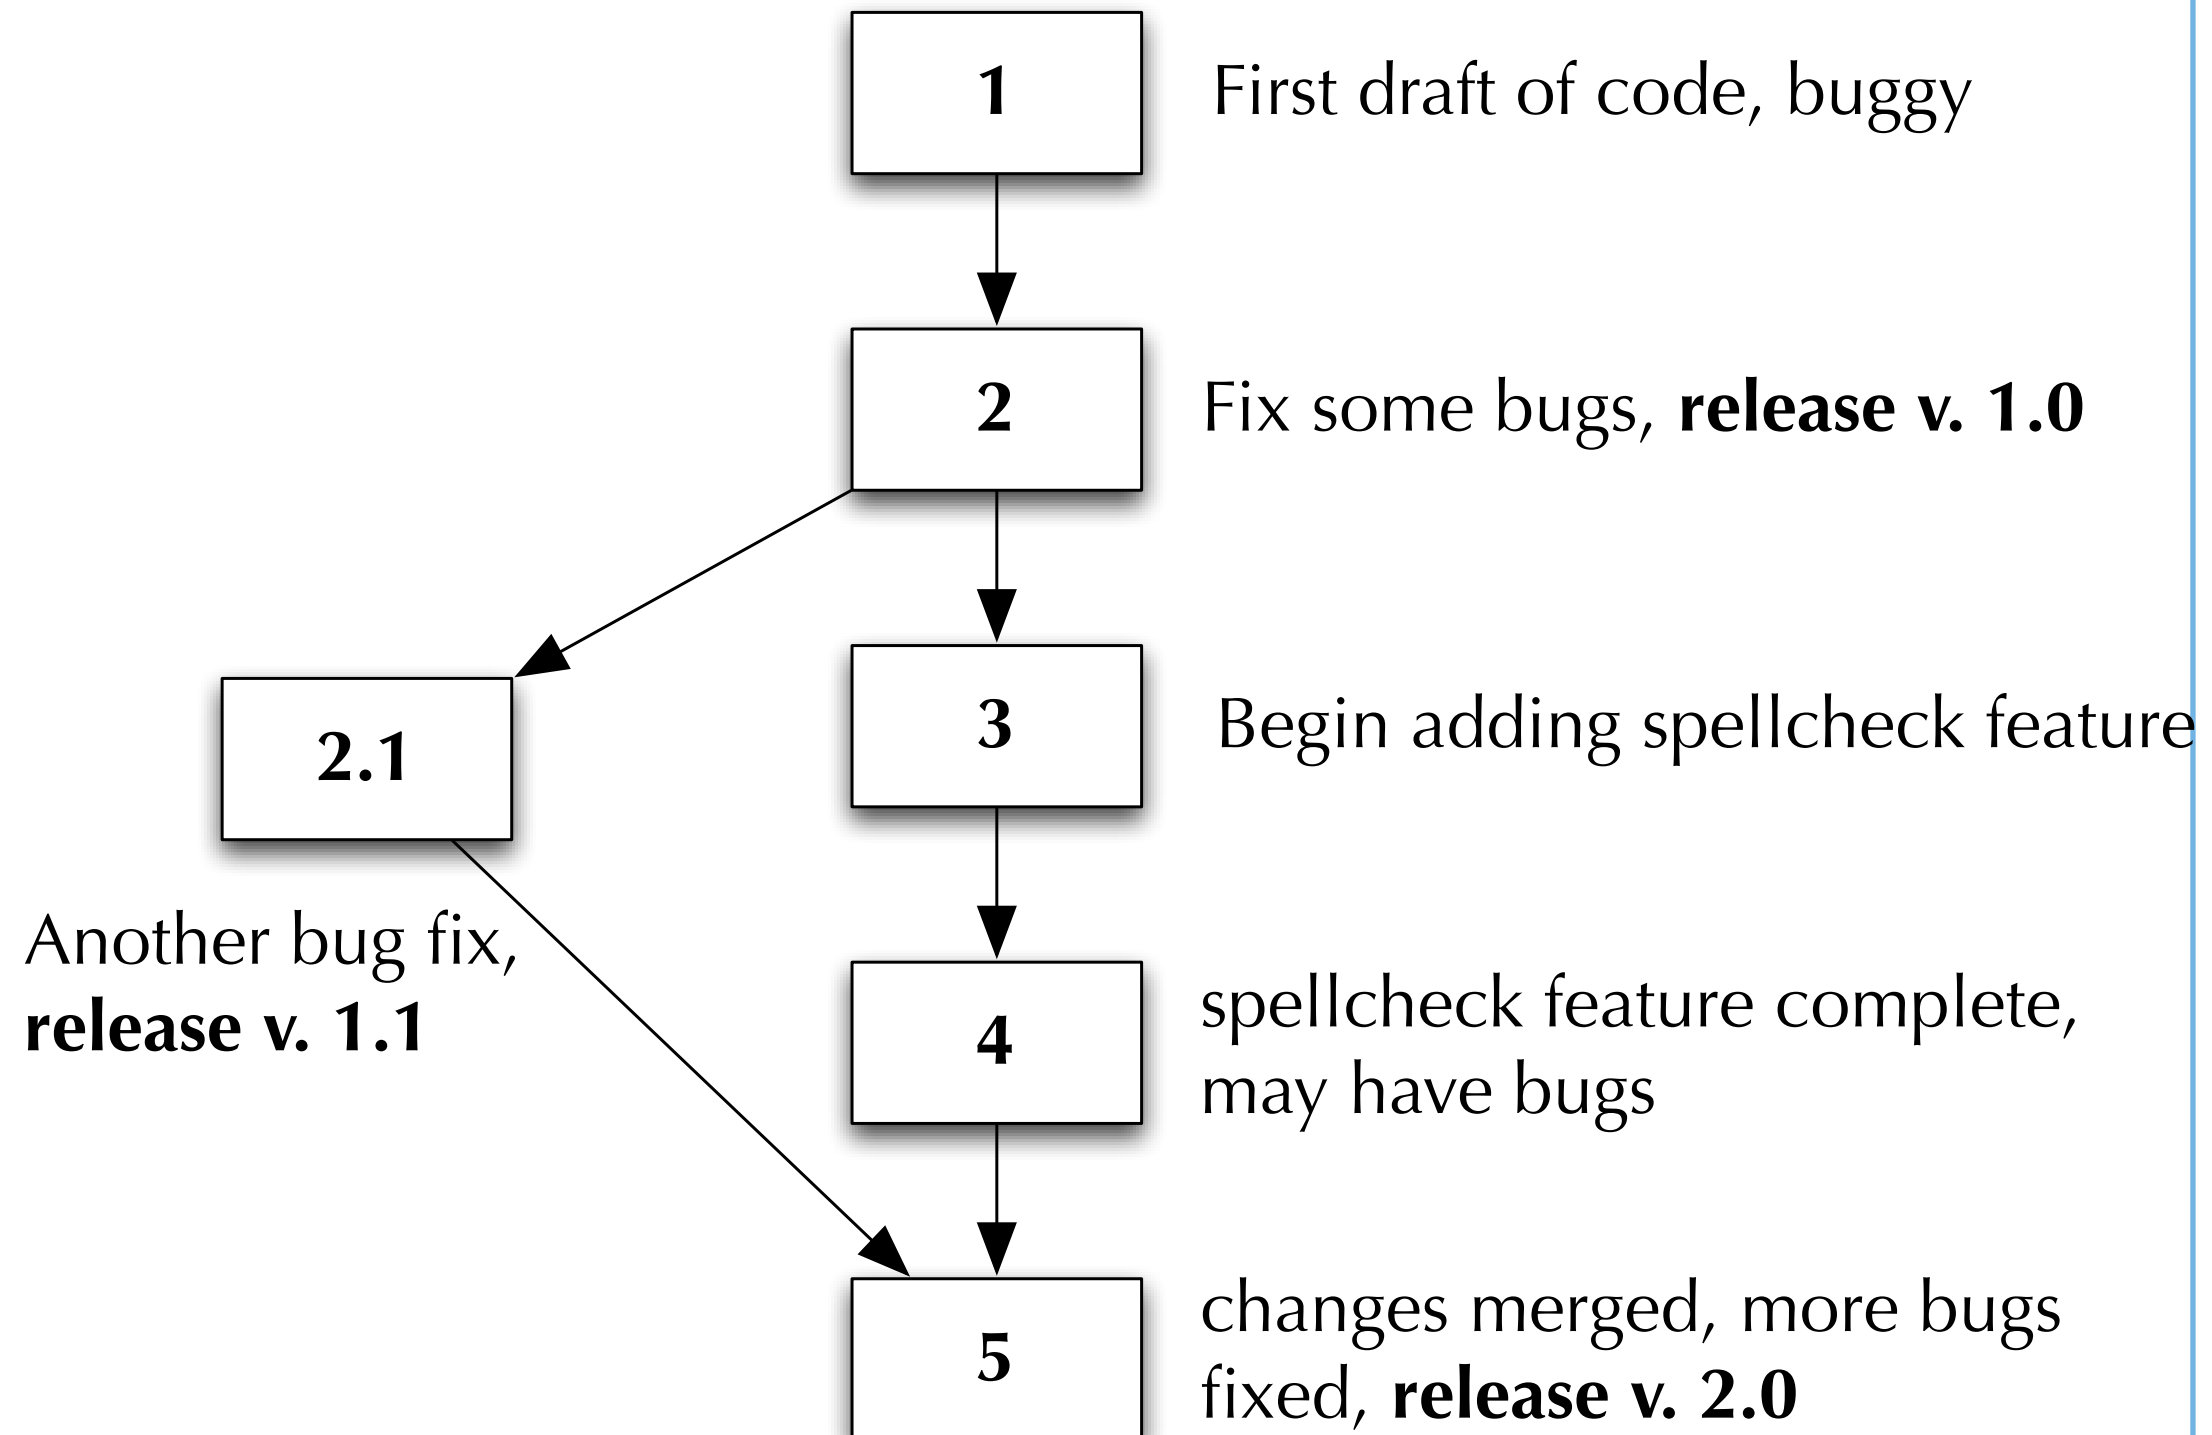 1
First draft of code, buggy
2
Fix some bugs, release v. 1.0
3
Begin adding spellcheck feature
2.1
Another bug fix,
release v. 1.1
4
spellcheck feature complete,
may have bugs
5
changes merged, more bugs
fixed, release v. 2.0